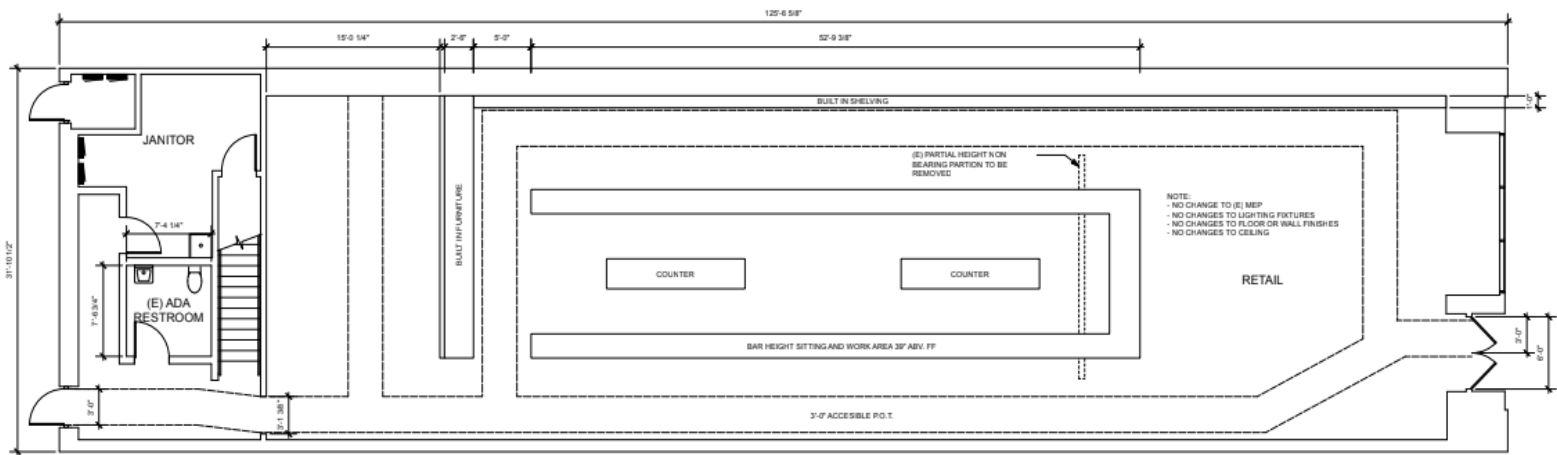 125'-6 5/8"
15'-0 1/4"
2'-6"
5'-0"
52'-9 3/8"
BUILT IN SHELVING
1'-0"
JANITOR
(E) PARTIAL HEIGHT NON
BEARING PARTION TO BE
REMOVED
NOTE:
- NO CHANGE TO (E) MEP
- NO CHANGES TO LIGHTING FIXTURES
- NO CHANGES TO FLOOR OR WALL FINISHES
- NO CHANGES TO CEILING
7'-4 1/4"
BUILT IN FURNITURE
31'-10 1/2"
COUNTER
COUNTER
RETAIL
7'-6 3/4"
(E) ADA
RESTROOM
BAR HEIGHT SITTING AND WORK AREA 39" ABV. FF
3'-0"
6'-0"
3'-0"
3'-1 3/8"
3'-0" ACCESIBLE P.O.T.